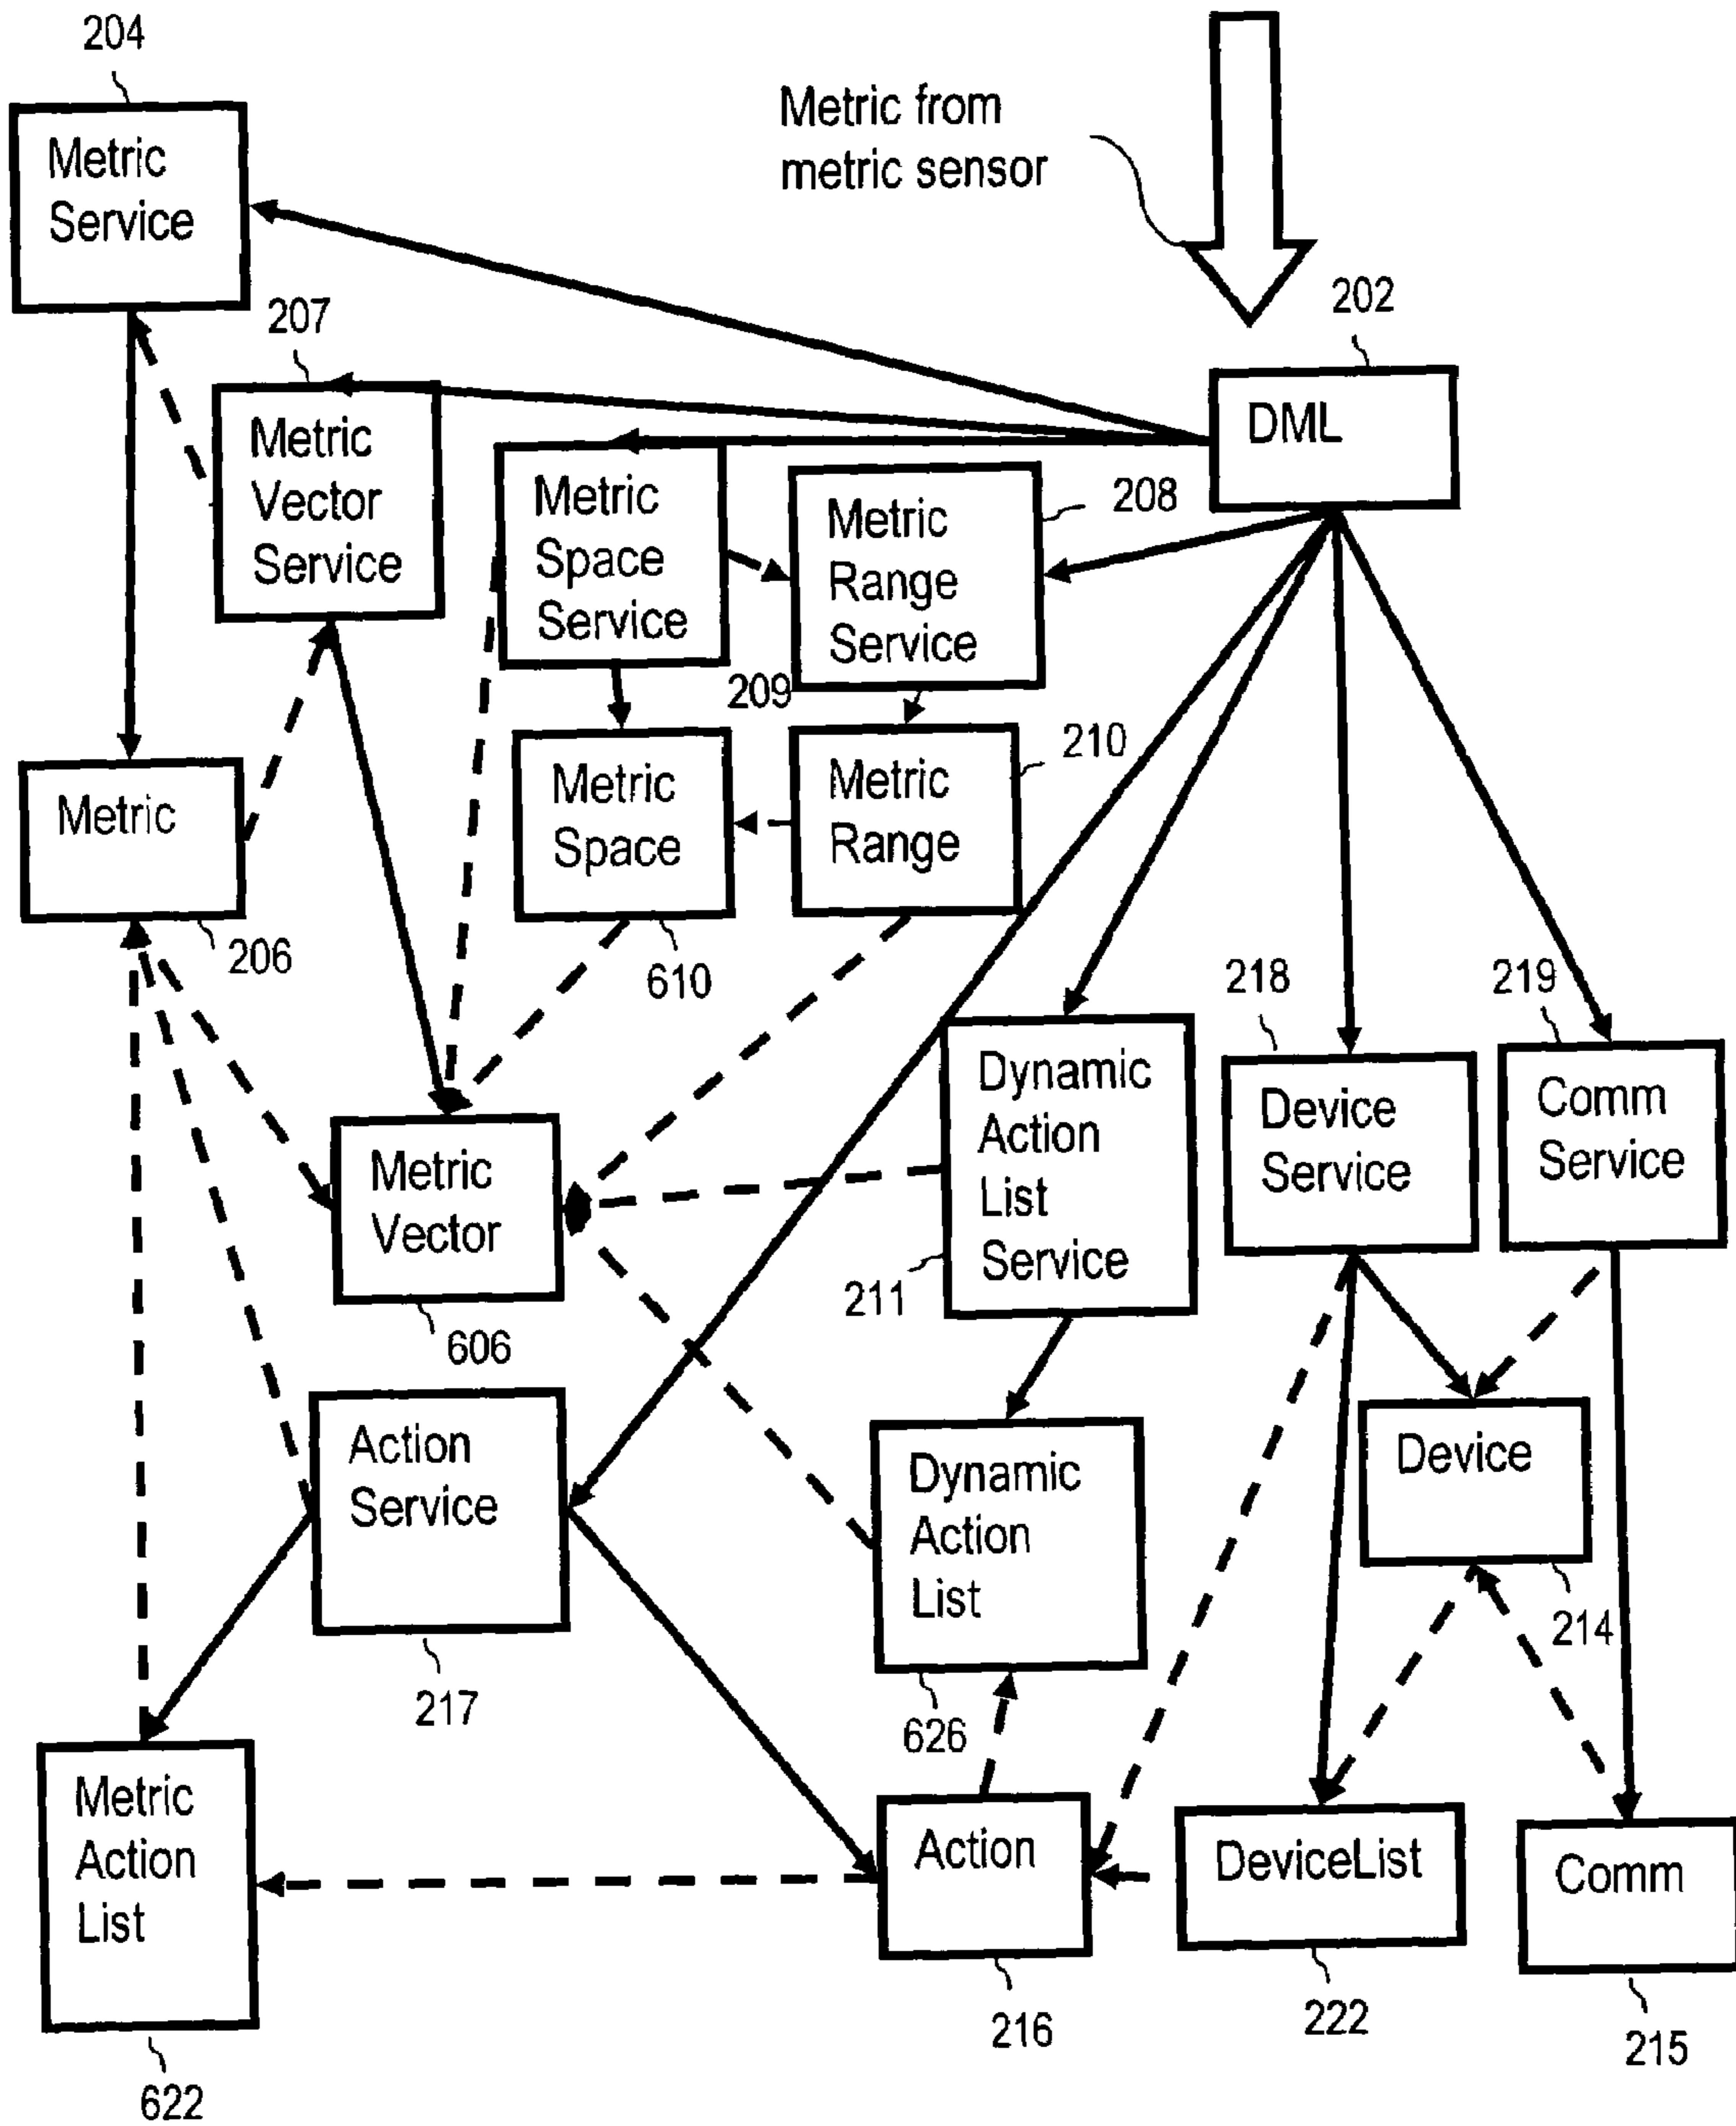 204
Metric
Service
Metric from
metric sensor
202
DML
207
Metric
Vector
Service
Metric
Space
Service
209
208
Metric
Range
Service
Metric
206
Metric
Space
610
210
Metric
Range
Metric
Vector
606
Dynamic
Action
List
Service
211
218
Device
Service
219
Comm
Service
Action
Service
217
Dynamic
Action
List
626
Device
214
Metric
Action
List
622
Action
216
DeviceList
222
Comm
215